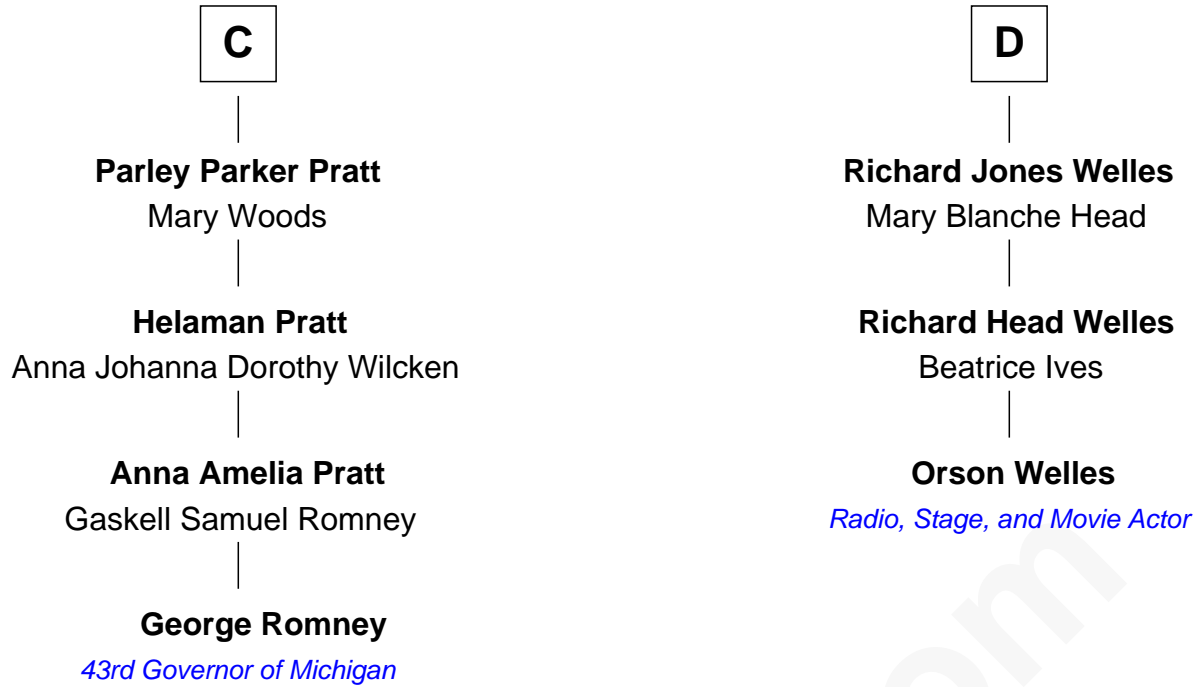 C
Parley Parker Pratt
Mary Woods
Helaman Pratt
Anna Johanna Dorothy Wilcken
Anna Amelia Pratt
Gaskell Samuel Romney
George Romney
43rd Governor of Michigan
D
Richard Jones Welles
Mary Blanche Head
Richard Head Welles
Beatrice Ives
Orson Welles
Radio, Stage, and Movie Actor
om